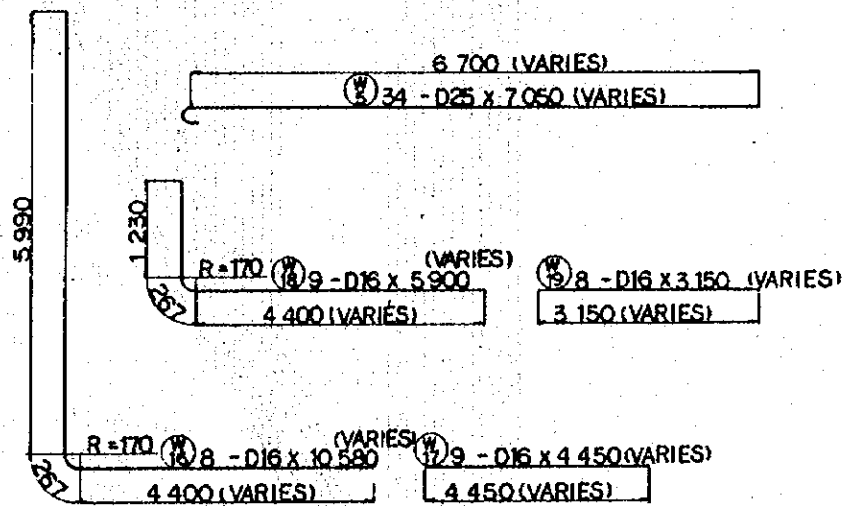 6 700 (VARIES)
W 5 34 - D25 X 7 050 (VARIES)
5 990
1 230
267
R = 170 W 18 9 - D16 X 5 900 (VARIES)
4 400 (VARIES)
W 19 8 - D16 X 3 150 (VARIES)
3 150 (VARIES)
267
R = 170 W 16 8 - D16 X 10 580 (VARIES)
4 400 (VARIES)
W 17 9 - D16 X 4 450 (VARIES)
4 450 (VARIES)